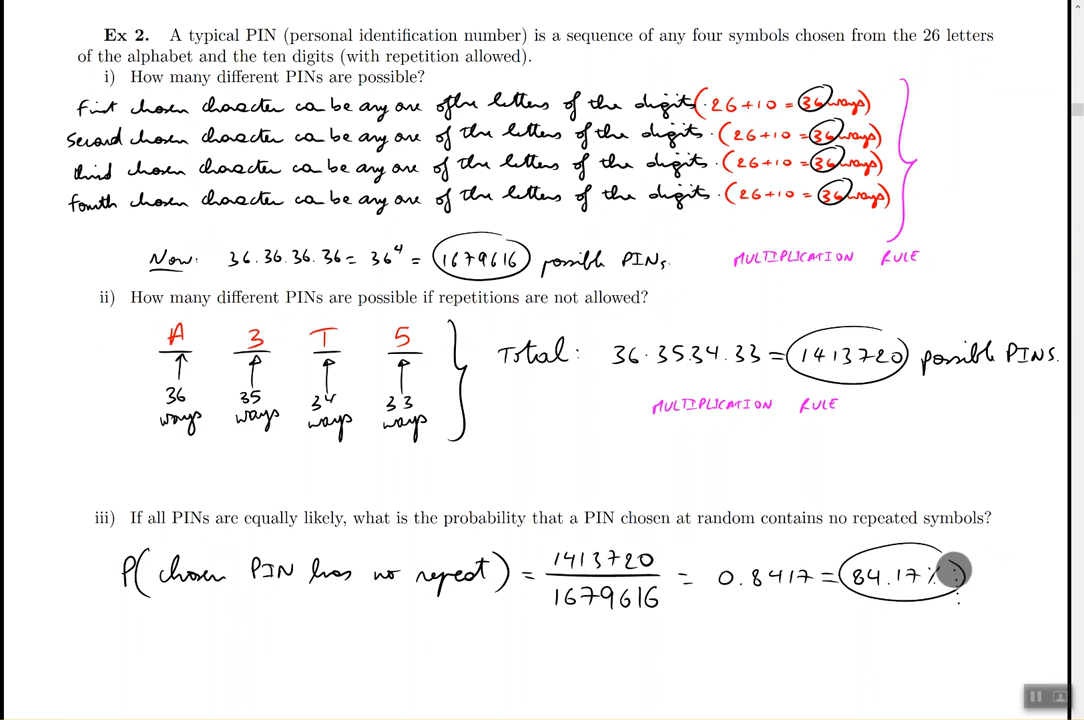 Ex 2. A typical PIN (personal identification number) is a sequence of any four symbols chosen from the 26 letters
of the alphabet and the ten digits (with repetition allowed).
i) How many different PINs are possible?
First chosen character ca be any one of the letters of the digits (26+10 = 36 ways)
Second chosen character ca be any one of the letters of the digits. (26+10 = 36 ways)
third chosen character ca be any one of the letters of the digits. (26+10 = 36 ways)
fourth chosen character ca be any one of the letters of the digits. (26+10 = 36 ways)
Now: 36.36.36.36 = 36⁴ = 1679616 possible PINs. MULTIPLICATION RULE
ii) How many different PINs are possible if repetitions are not allowed?
A 3 T 5
Total: 36.35.34.33 = 1413720 possible PINS.
36 35 34 33
ways ways ways ways
MULTIPLICATION RULE
iii) If all PINs are equally likely, what is the probability that a PIN chosen at random contains no repeated symbols?
P( chosen PIN has no repeat ) = 1413720 / 1679616 = 0.8417 = 84.17%